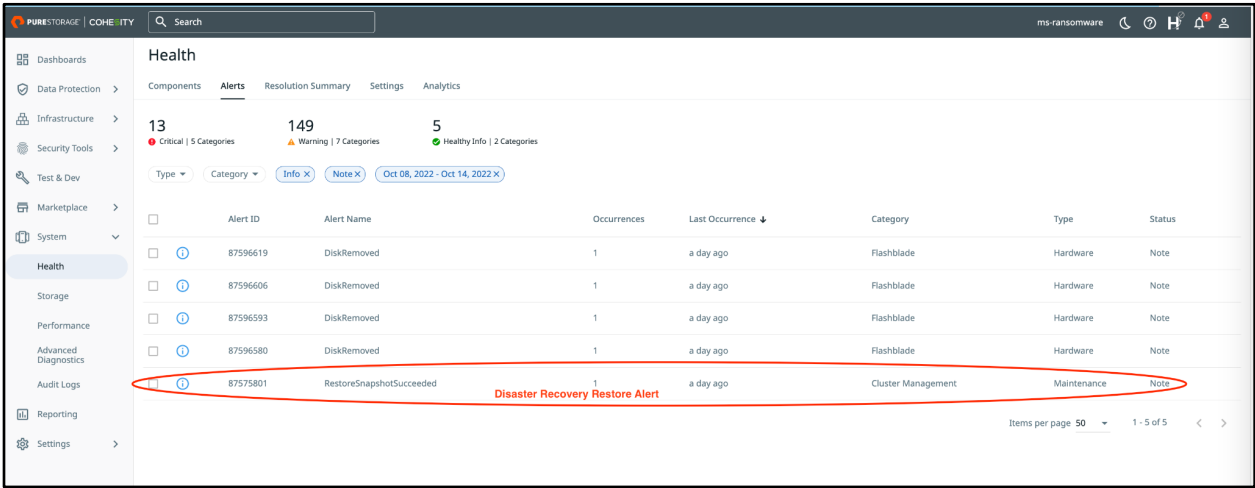 PURESTORAGE | COHESITY Search ms-ransomware H 1
Dashboards
Data Protection
Infrastructure
Security Tools
Test & Dev
Marketplace
System
Health
Storage
Performance
Advanced
Diagnostics
Audit Logs
Reporting
Settings
Health
Components Alerts Resolution Summary Settings Analytics
13 149 5
Critical | 5 Categories Warning | 7 Categories Healthy Info | 2 Categories
Type Category Info × Note × Oct 08, 2022 - Oct 14, 2022 ×
Alert ID Alert Name Occurrences Last Occurrence Category Type Status
87596619 DiskRemoved 1 a day ago Flashblade Hardware Note
87596606 DiskRemoved 1 a day ago Flashblade Hardware Note
87596593 DiskRemoved 1 a day ago Flashblade Hardware Note
87596580 DiskRemoved 1 a day ago Flashblade Hardware Note
87575801 RestoreSnapshotSucceeded 1 a day ago Cluster Management Maintenance Note
Disaster Recovery Restore Alert
Items per page 50 1 - 5 of 5